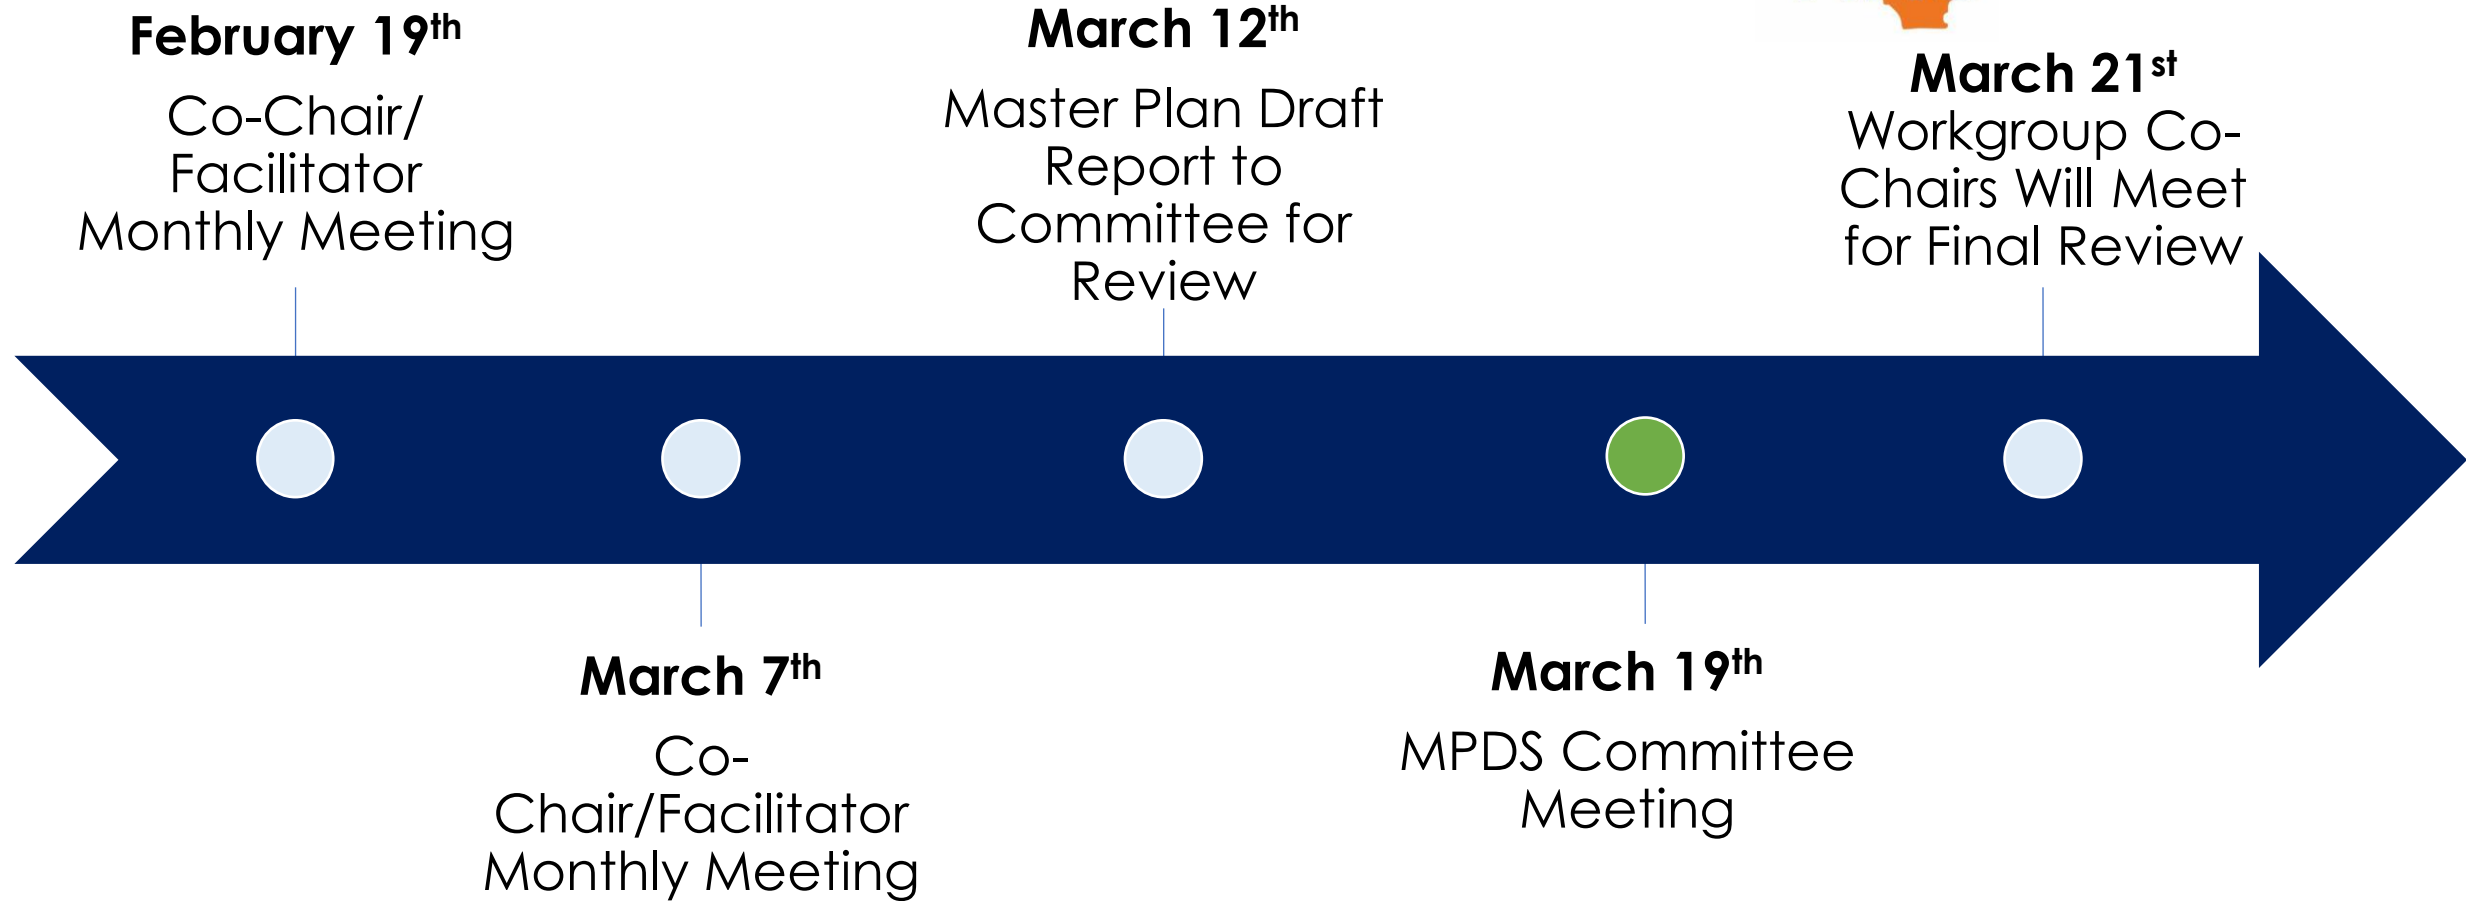 February 19th
Co-Chair/
Facilitator
Monthly Meeting
March 7th
Co-
Chair/Facilitator
Monthly Meeting
March 12th
Master Plan Draft
Report to
Committee for
Review
March 19th
MPDS Committee
Meeting
March 21st
Workgroup Co-
Chairs Will Meet
for Final Review